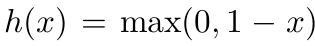 h(x) = max(0, 1 − x)